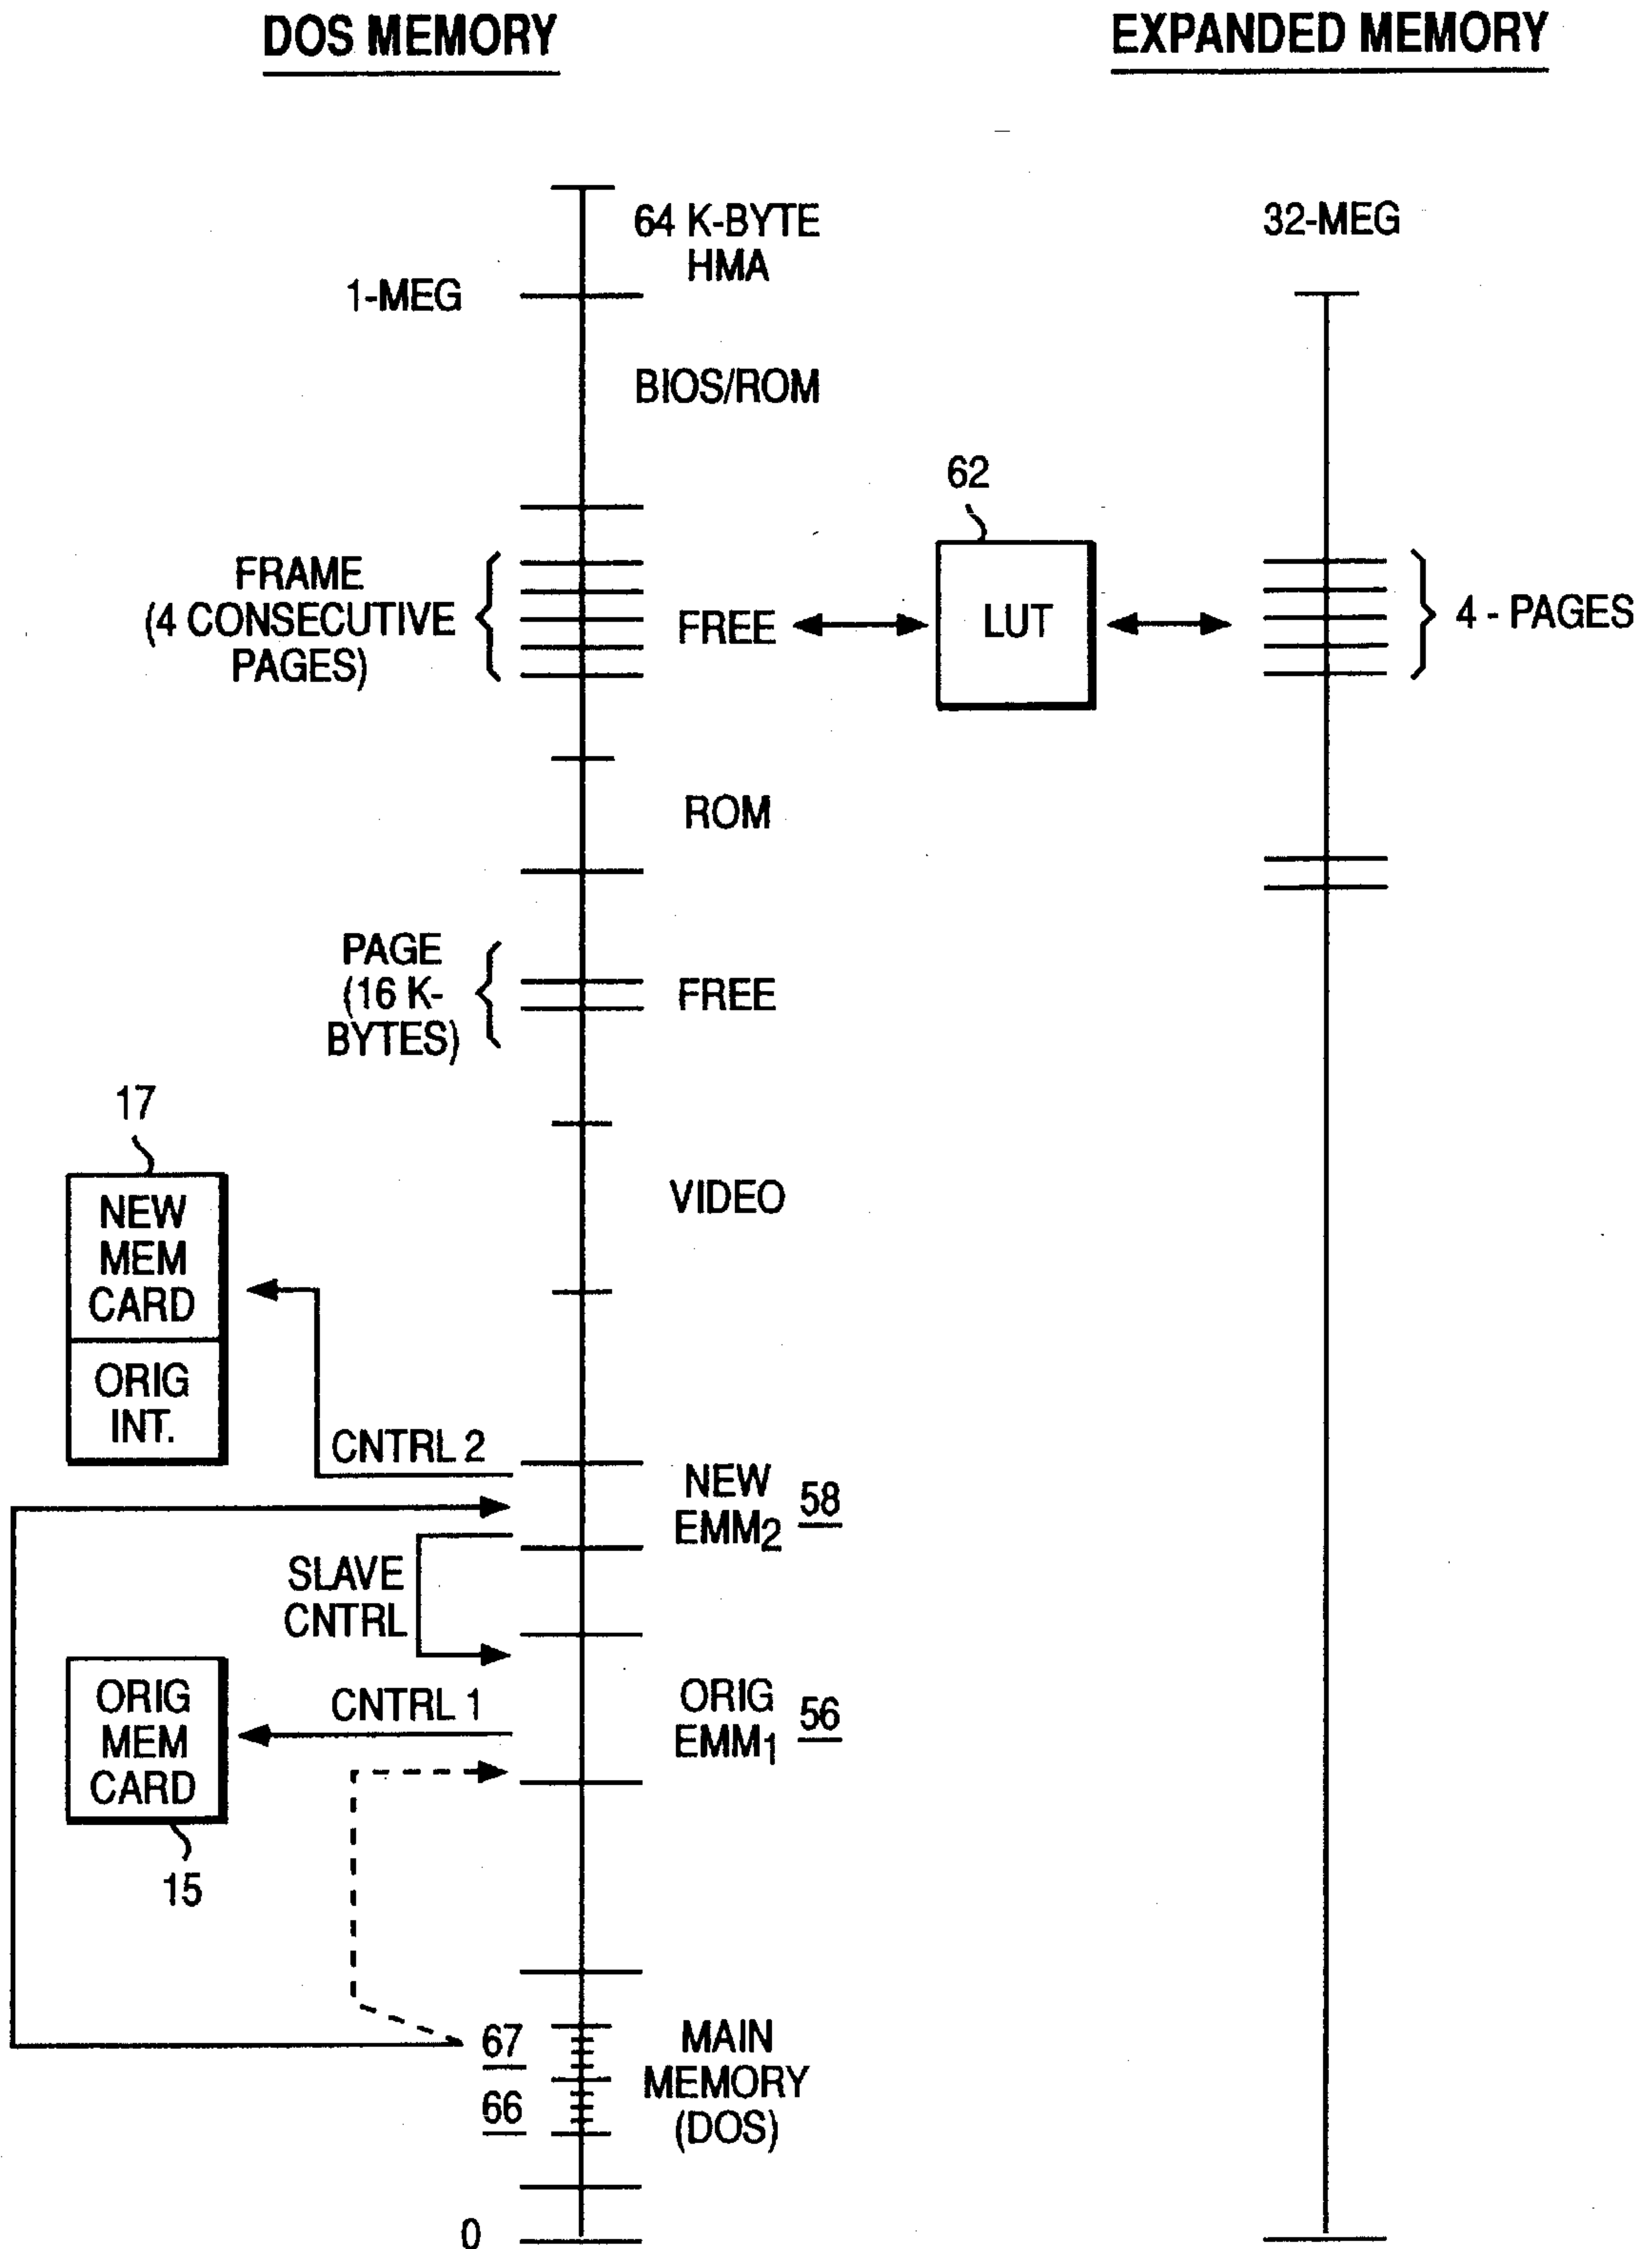 DOS MEMORY
EXPANDED MEMORY
64 K-BYTE
HMA
32-MEG
1-MEG
BIOS/ROM
62
FRAME
(4 CONSECUTIVE
PAGES)
FREE
LUT
4 - PAGES
ROM
PAGE
(16 K-
BYTES)
FREE
17
NEW
MEM
CARD
ORIG
INT.
VIDEO
CNTRL 2
NEW
EMM2
58
SLAVE
CNTRL
ORIG
MEM
CARD
15
CNTRL 1
ORIG
EMM1
56
67
66
MAIN
MEMORY
(DOS)
0